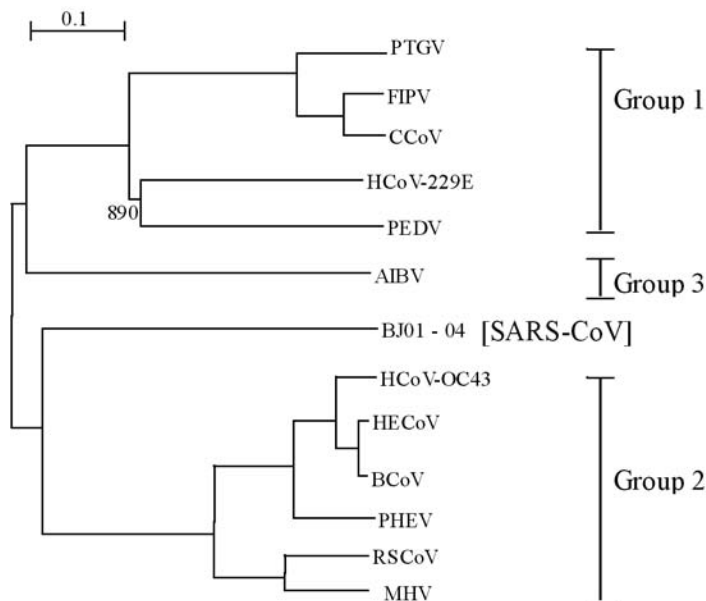 0.1
PTGV
FIPV
CCoV
Group 1
HCoV-229E
890
PEDV
AIBV
Group 3
BJ01 - 04 [SARS-CoV]
HCoV-OC43
HECoV
BCoV
Group 2
PHEV
RSCoV
MHV